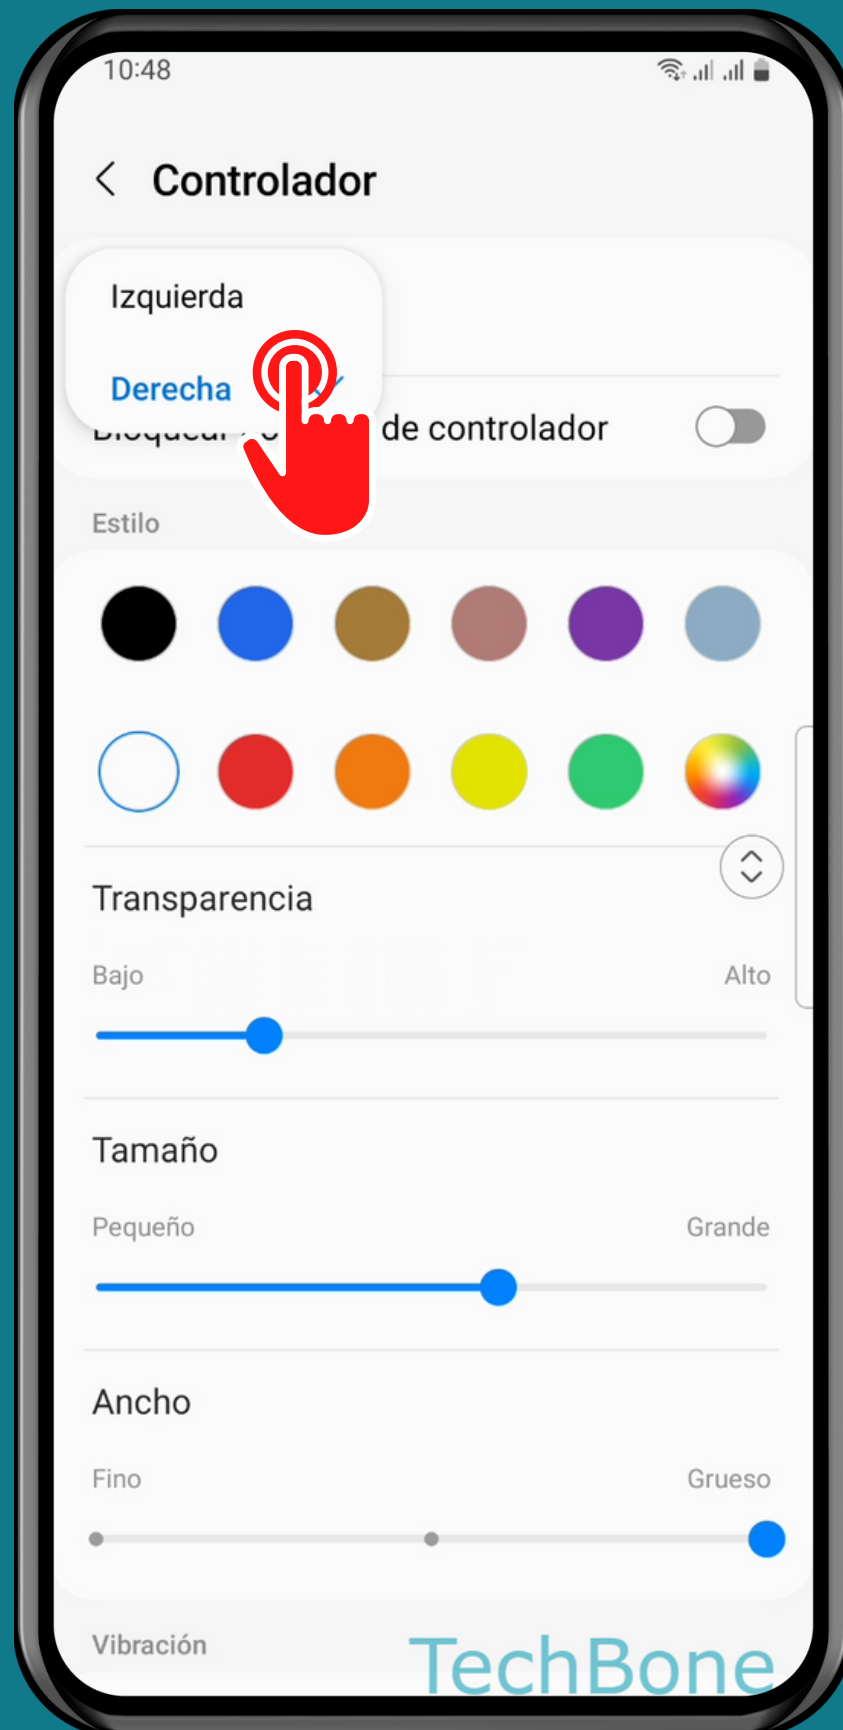 10:48
Controlador
Izquierda
Derecha
de controlador
Estilo
Transparencia
Bajo Alto
Tamaño
Pequeño Grande
Ancho
Fino Grueso
Vibración
TechBone